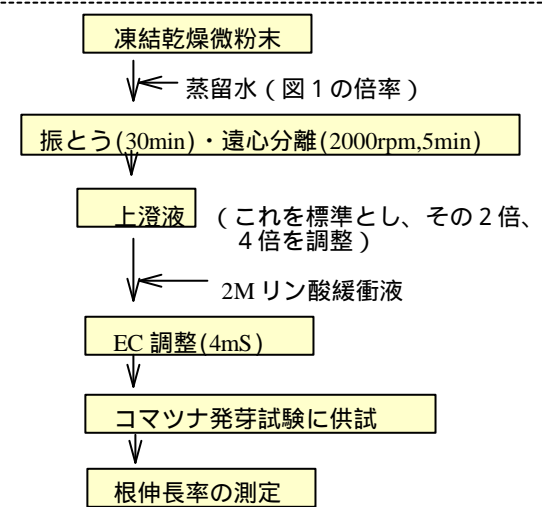 凍結乾燥微粉末
蒸留水（図１の倍率）
振とう(30min)・遠心分離(2000rpm,5min)
上澄液　（これを標準とし、その２倍、
４倍を調整）
2M リン酸緩衝液
EC 調整(4mS)
コマツナ発芽試験に供試
根伸長率の測定